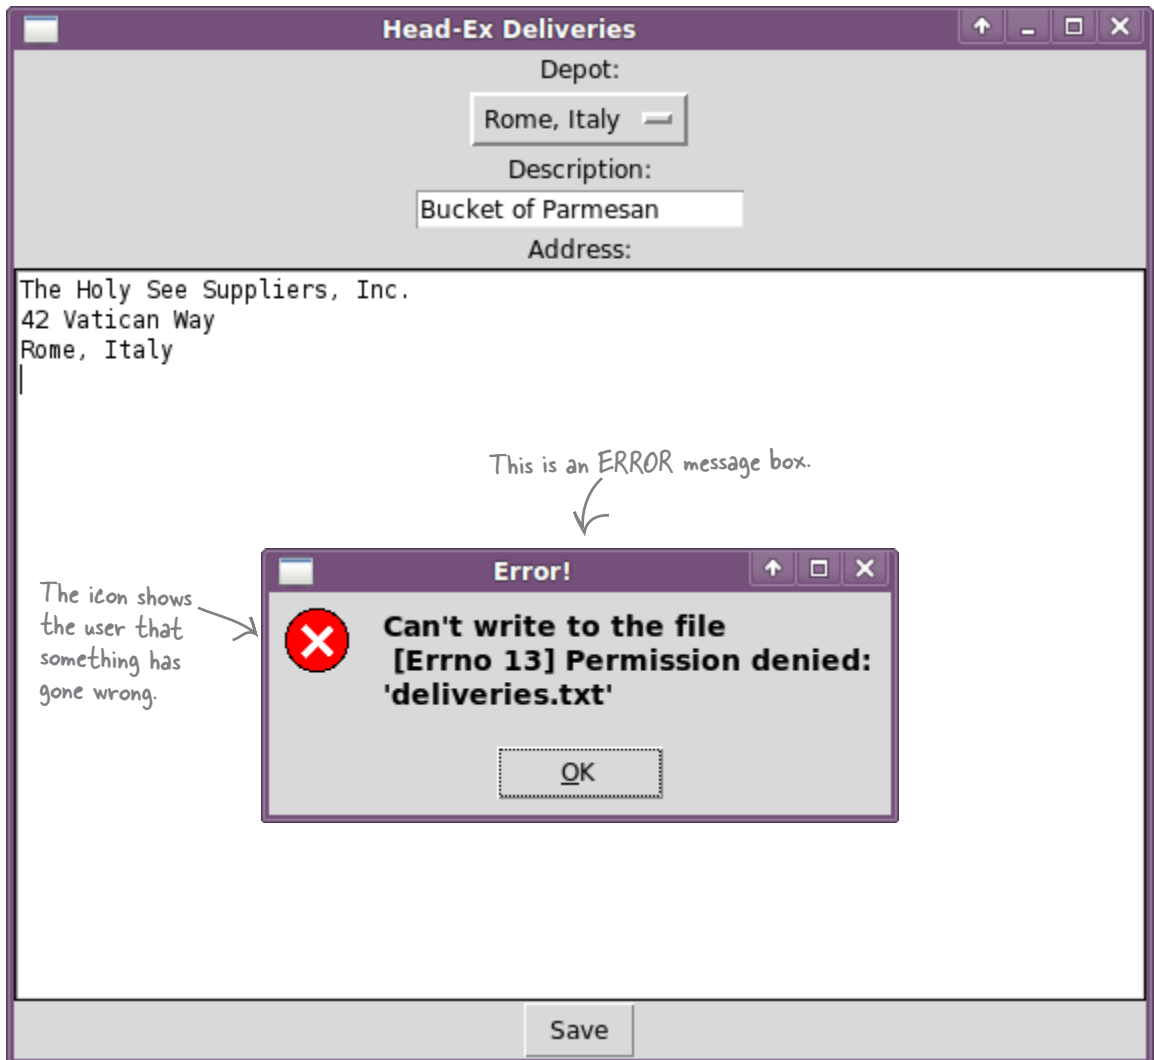 Head-Ex Deliveries
Depot:
Rome, Italy
Description:
Bucket of Parmesan
Address:
The Holy See Suppliers, Inc.
42 Vatican Way
Rome, Italy
This is an ERROR message box.
The icon shows
the user that
something has
gone wrong.
Error!
Can't write to the file
[Errno 13] Permission denied:
'deliveries.txt'
OK
Save